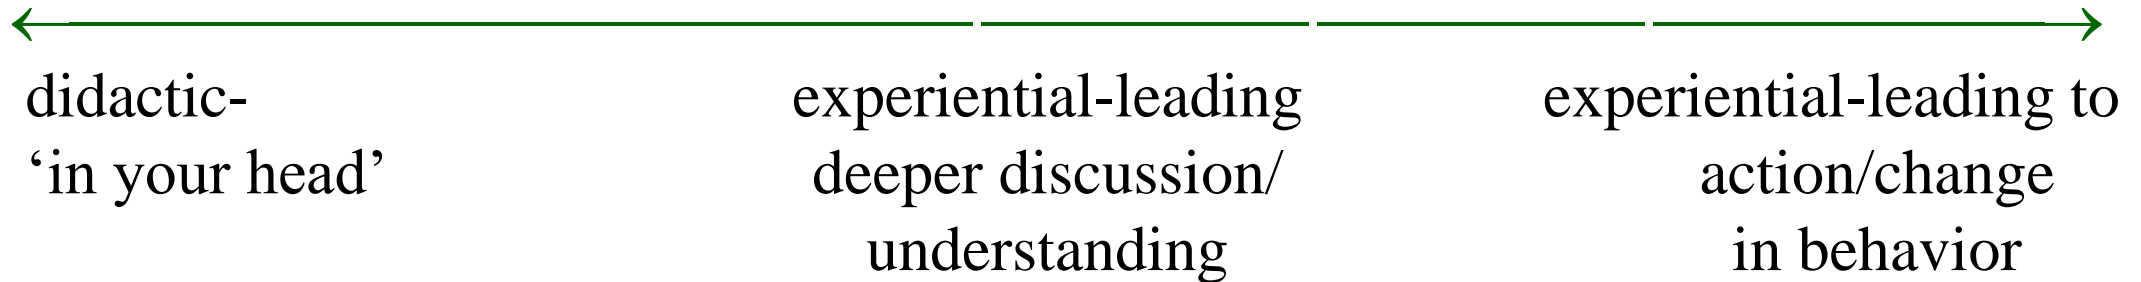 didactic-
‘in your head’
experiential-leading
deeper discussion/
understanding
experiential-leading to
action/change
in behavior